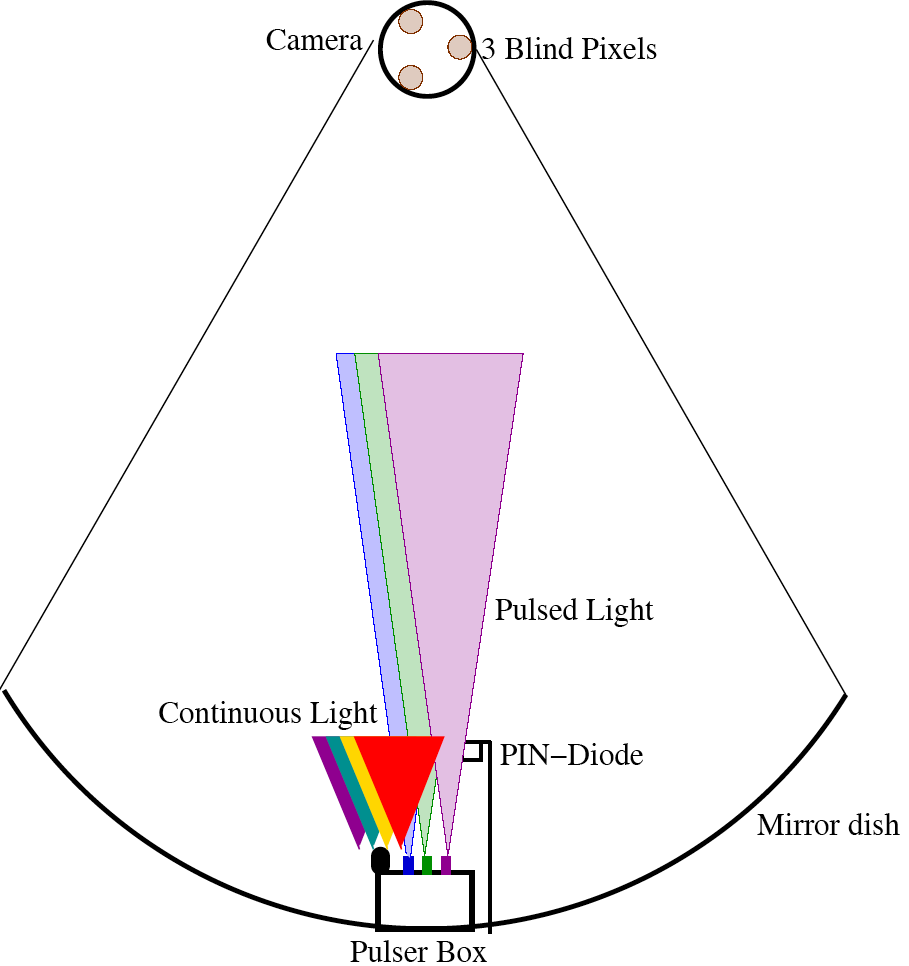 Camera
3 Blind Pixels
Pulsed Light
Continuous Light
PIN−Diode
Mirror dish
Pulser Box